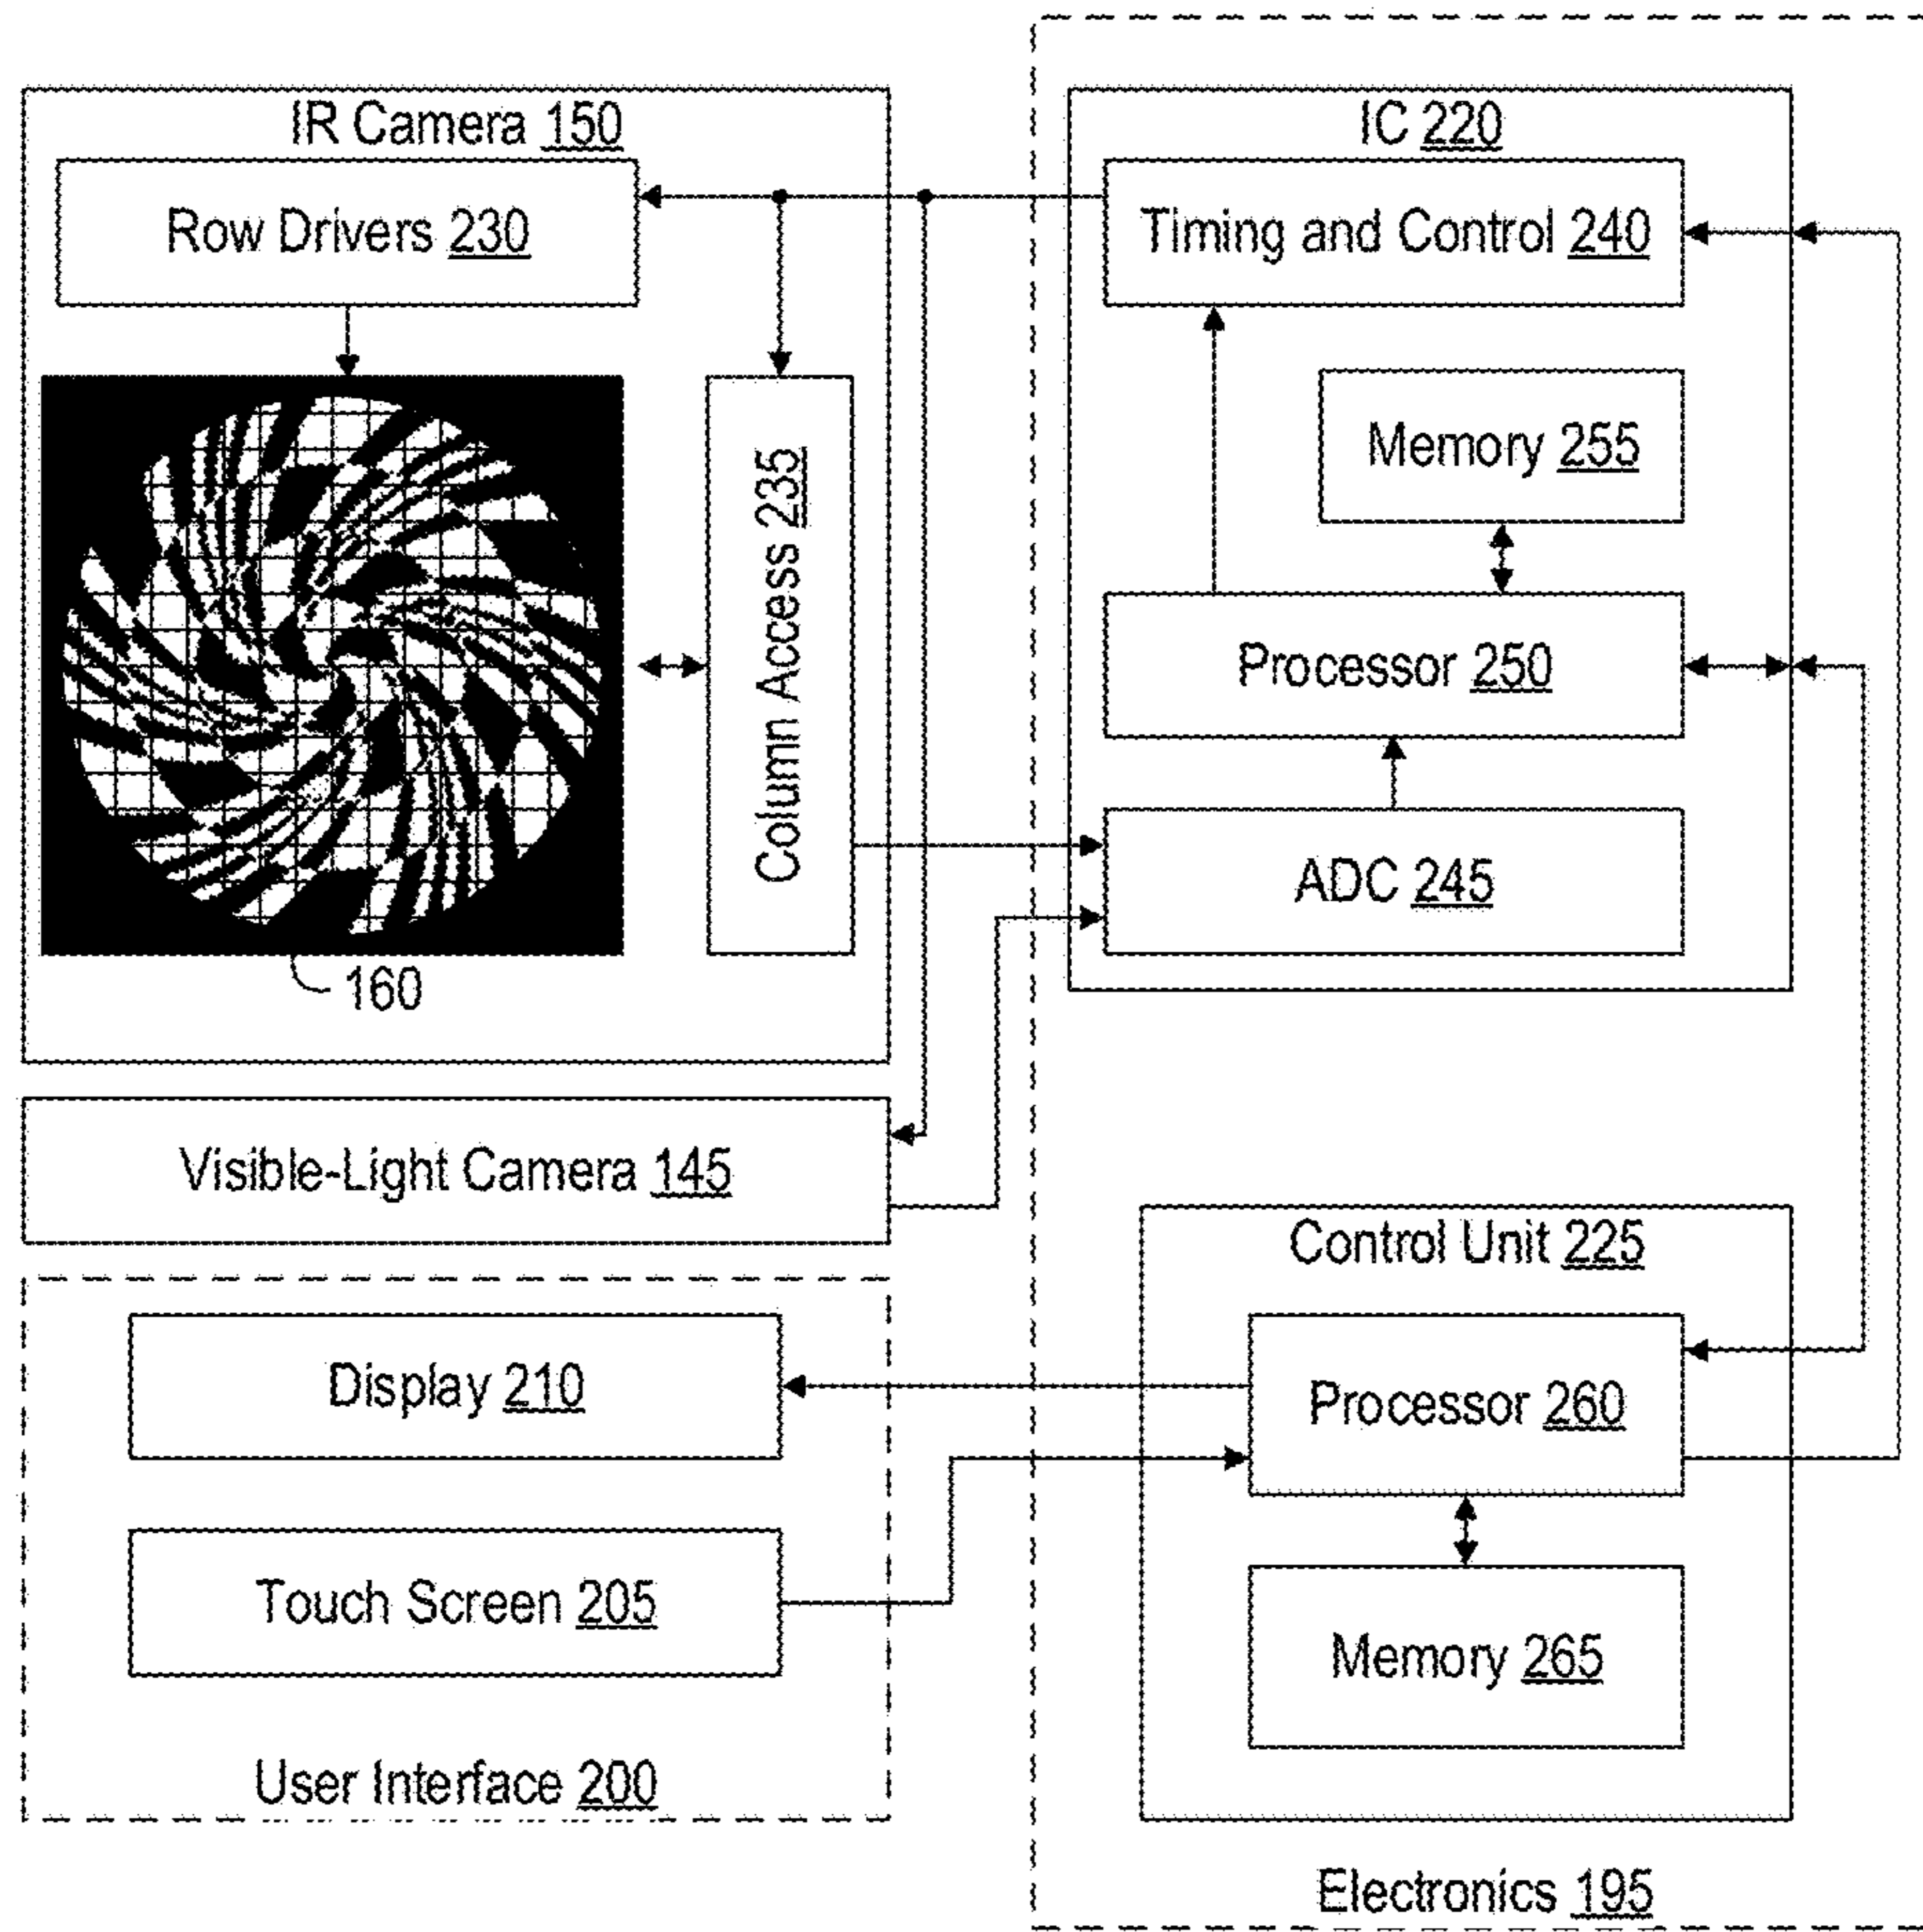 IR Camera 150
Row Drivers 230
Column Access 235
160
IC 220
Timing and Control 240
Memory 255
Processor 250
ADC 245
Visible-Light Camera 145
Display 210
Touch Screen 205
User Interface 200
Control Unit 225
Processor 260
Memory 265
Electronics 195